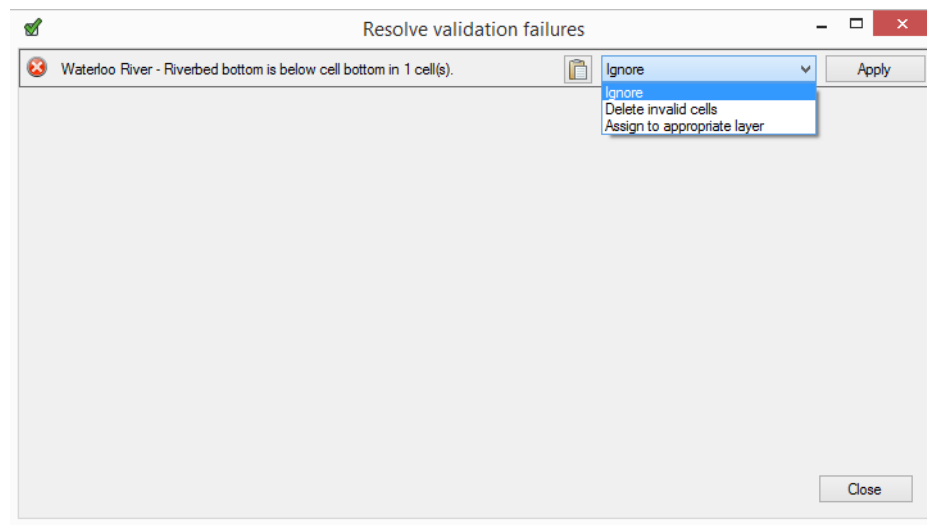 Resolve validation failures
Waterloo River - Riverbed bottom is below cell bottom in 1 cell(s).
Ignore
Apply
Ignore
Delete invalid cells
Assign to appropriate layer
Close